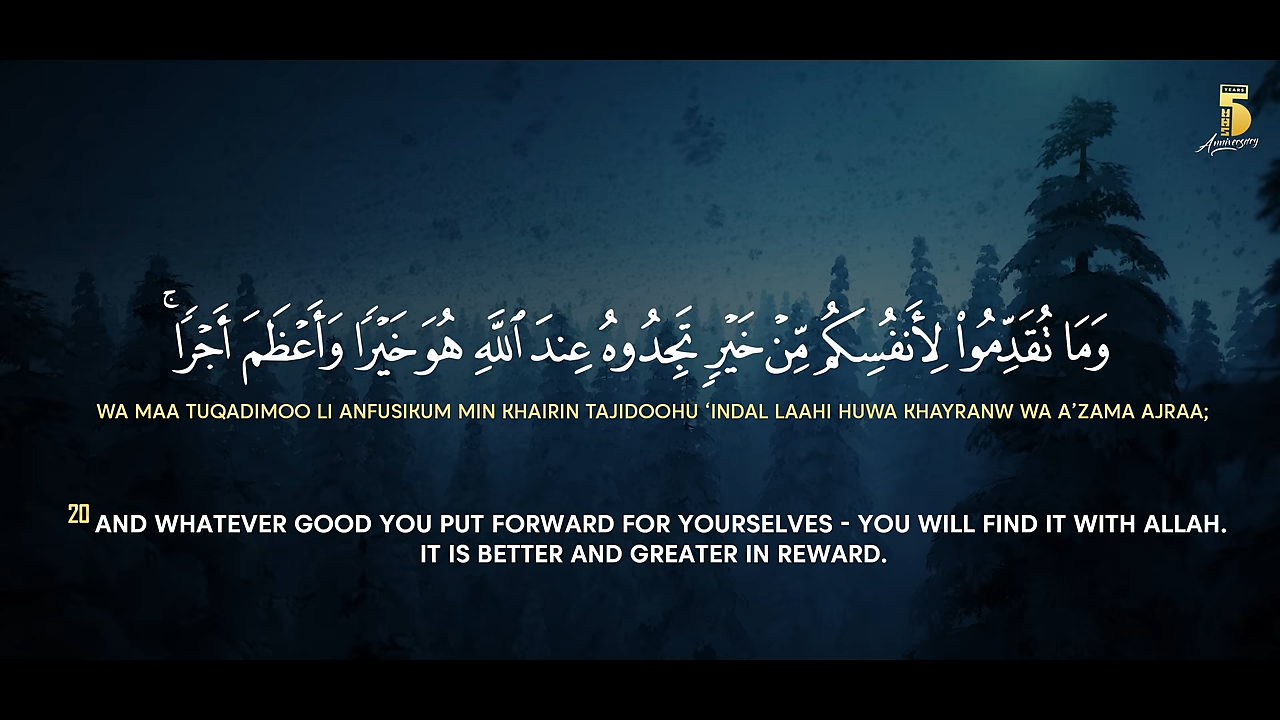 YEARS
5
Anniversary
وَمَا تُقَدِّمُوا۟ لِأَنفُسِكُم مِّنْ خَيْرٍ تَجِدُوهُ عِندَ ٱللَّهِ هُوَ خَيْرًا وَأَعْظَمَ أَجْرًا ۚ
WA MAA TUQADIMOO LI ANFUSIKUM MIN KHAIRIN TAJIDOOHU ‘INDAL LAAHI HUWA KHAYRANW WA A’ZAMA AJRAA;
20 AND WHATEVER GOOD YOU PUT FORWARD FOR YOURSELVES - YOU WILL FIND IT WITH ALLAH.
IT IS BETTER AND GREATER IN REWARD.